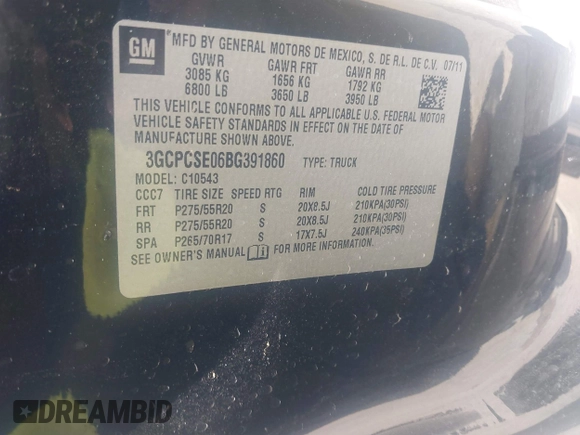 GM
MFD BY GENERAL MOTORS DE MEXICO, S. DE R.L. DE C.V. 07/11
GVWR GAWR FRT GAWR RR
3085 KG 1656 KG 1792 KG
6800 LB 3650 LB 3950 LB
THIS VEHICLE CONFORMS TO ALL APPLICABLE U.S. FEDERAL MOTOR
VEHICLE SAFETY STANDARDS IN EFFECT ON THE DATE OF
MANUFACTURE SHOWN ABOVE.
3GCPCSE06BG391860 TYPE: TRUCK
MODEL: C10543
CCC7 TIRE SIZE SPEED RTG RIM COLD TIRE PRESSURE
FRT P275/55R20 S 20X8.5J 210KPA(30PSI)
RR P275/55R20 S 20X8.5J 210KPA(30PSI)
SPA P265/70R17 S 17X7.5J 240KPA(35PSI)
SEE OWNER'S MANUAL FOR MORE INFORMATION.
DREAMBID